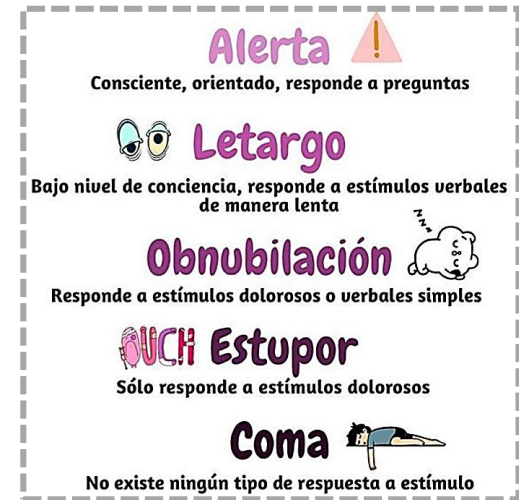 Alerta
Consciente, orientado, responde a preguntas
Letargo
Bajo nivel de conciencia, responde a estímulos verbales
de manera lenta
zzz
Obnubilación
Responde a estímulos dolorosos o verbales simples
OUCH Estupor
Sólo responde a estímulos dolorosos
Coma
No existe ningún tipo de respuesta a estímulo